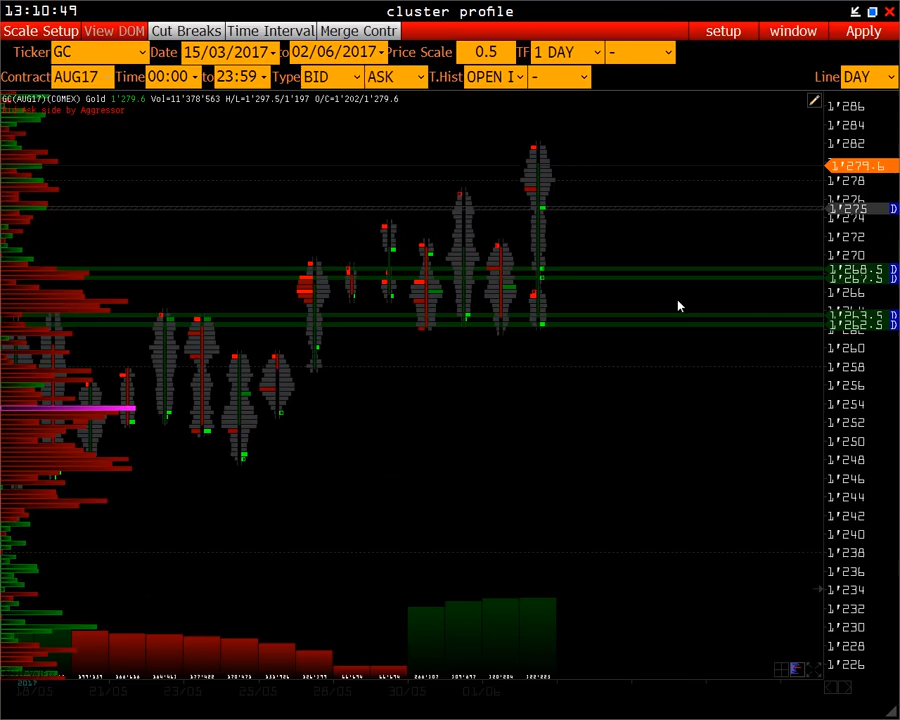 13:10:49 cluster profile
Scale Setup View DOM Cut Breaks Time Interval Merge Contr setup window Apply
Ticker GC Date 15/03/2017 to 02/06/2017 Price Scale 0.5 TF 1 DAY -
Contract AUG17 Time 00:00 to 23:59 Type BID ASK T.Hist OPEN I - Line DAY
GC(AUG17)(COMEX) Gold 1'279.6 Vol=11'378'563 H/L=1'297.5/1'197 O/C=1'202/1'279.6
Bid Ask side by Aggressor
1'286
1'284
1'282
1'279.6
1'278
1'275 D
1'274
1'272
1'270
1'268.5 D
1'267.5 D
1'266
1'263.5 D
1'262.5 D
1'260
1'258
1'256
1'254
1'252
1'250
1'248
1'246
1'244
1'242
1'240
1'238
1'236
1'234
1'232
1'230
1'228
1'226
2017
18/05 21/05 23/05 25/05 28/05 30/05 01/06